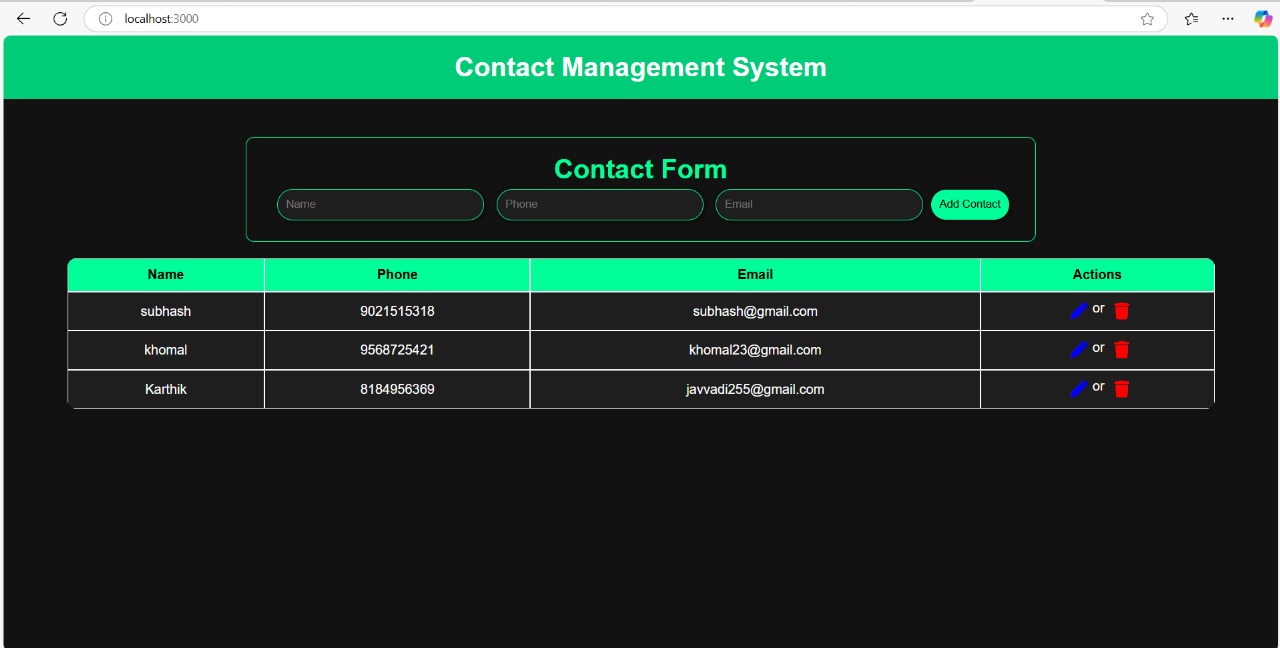 localhost:3000
Contact Management System
Contact Form
Name Phone Email Add Contact
Name Phone Email Actions
subhash 9021515318 subhash@gmail.com or
khomal 9568725421 khomal23@gmail.com or
Karthik 8184956369 javvadi255@gmail.com or